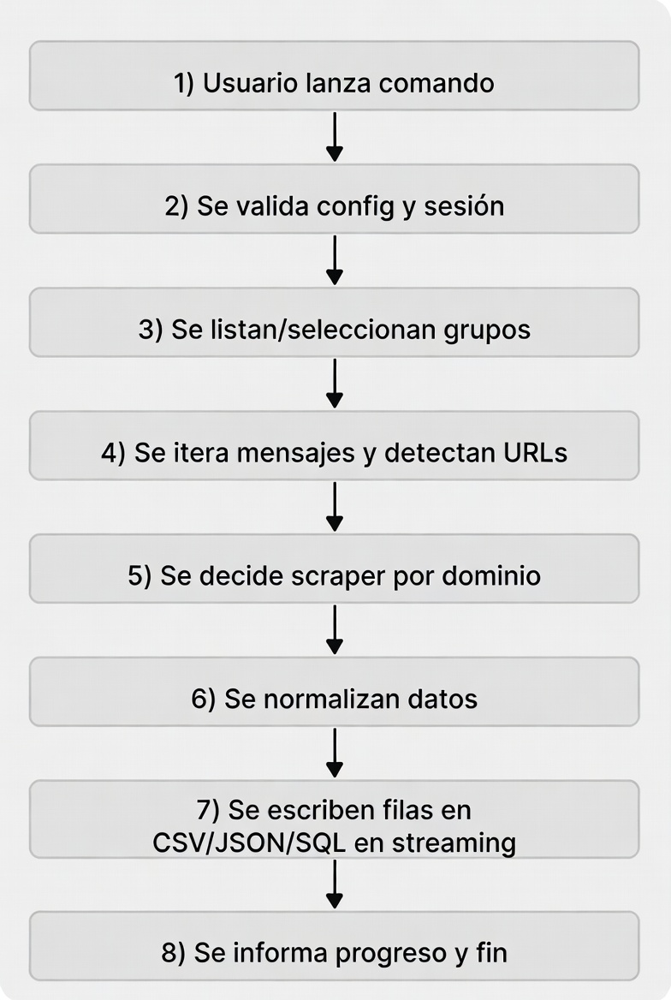 1) Usuario lanza comando
2) Se valida config y sesión
3) Se listan/seleccionan grupos
4) Se itera mensajes y detectan URLs
5) Se decide scraper por dominio
6) Se normalizan datos
7) Se escriben filas en
CSV/JSON/SQL en streaming
8) Se informa progreso y fin